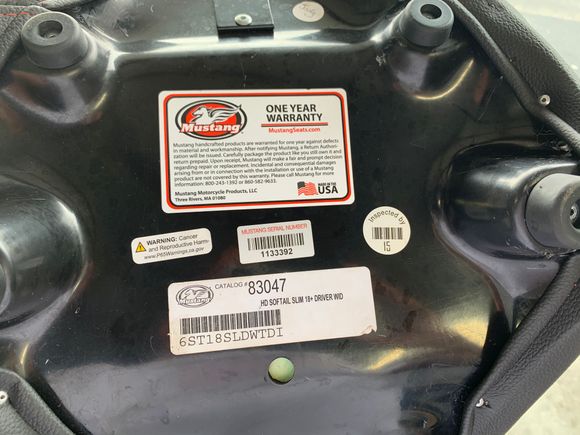 Mustang
ONE YEAR
WARRANTY
MustangSeats.com
Mustang handcrafted products are warranted for one year against defects
in material and workmanship. After notifying Mustang, a Return Authori-
zation will be issued. Carefully package the product like you still own it and
return prepaid. Upon receipt, Mustang will make a fair and prompt decision
regarding repair or replacement. Incidental and consequential damages
arising from or in connection with the installation or use of a Mustang
product are not covered by this warranty. Please call Mustang for more
information: 800-243-1392 or 860-582-9633.
Mustang Motorcycle Products, LLC
Three Rivers, MA 01080
MADE IN THE
USA
WARNING: Cancer
and Reproductive Harm-
www.P65Warnings.ca.gov
MUSTANG SERIAL NUMBER
1133392
Inspected by
15
CATALOG # 83047
HD SOFTAIL SLIM 18+ DRIVER WID
6ST18SLDWTDI